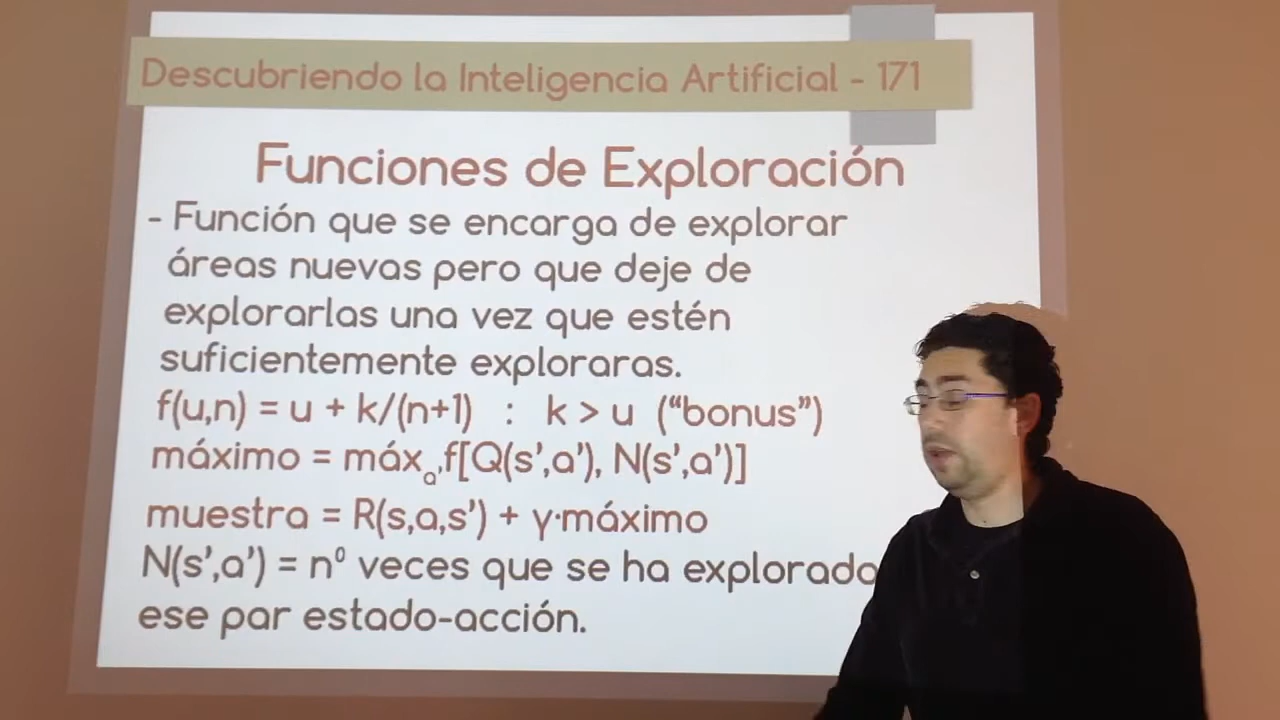 Descubriendo la Inteligencia Artificial - 171
Funciones de Exploración
- Función que se encarga de explorar
áreas nuevas pero que deje de
explorarlas una vez que estén
suficientemente exploraras.
f(u,n) = u + k/(n+1) : k > u (“bonus”)
máximo = máxₐ’f[Q(s’,a’), N(s’,a’)]
muestra = R(s,a,s’) + γ·máximo
N(s’,a’) = nº veces que se ha explorado
ese par estado-acción.